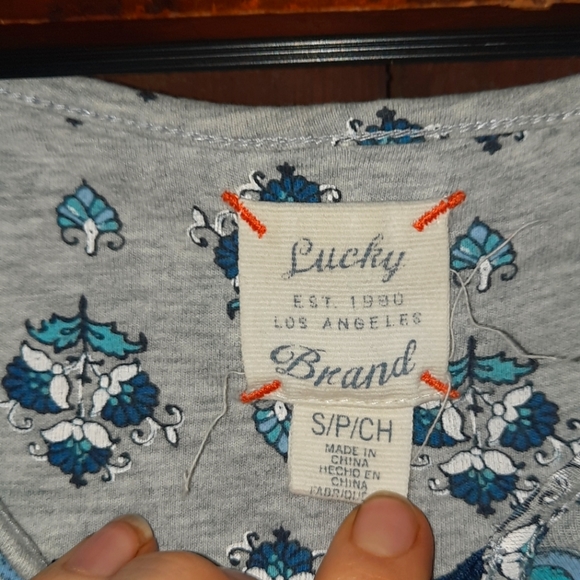 Lucky
EST. 1990
LOS ANGELES
Brand
S/P/CH
MADE IN
CHINA
HECHO EN
CHINA